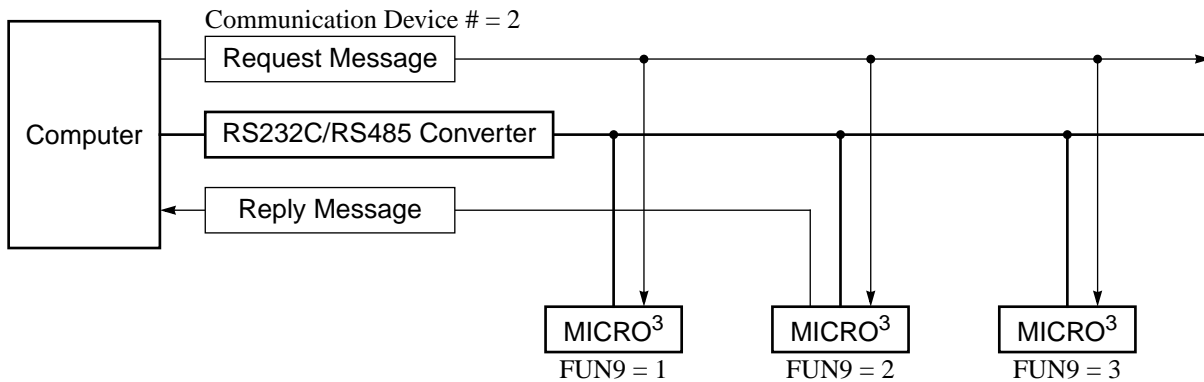 Communication Device # = 2
Request Message
Computer
RS232C/RS485 Converter
Reply Message
MICRO³ MICRO³ MICRO³
FUN9 = 1 FUN9 = 2 FUN9 = 3